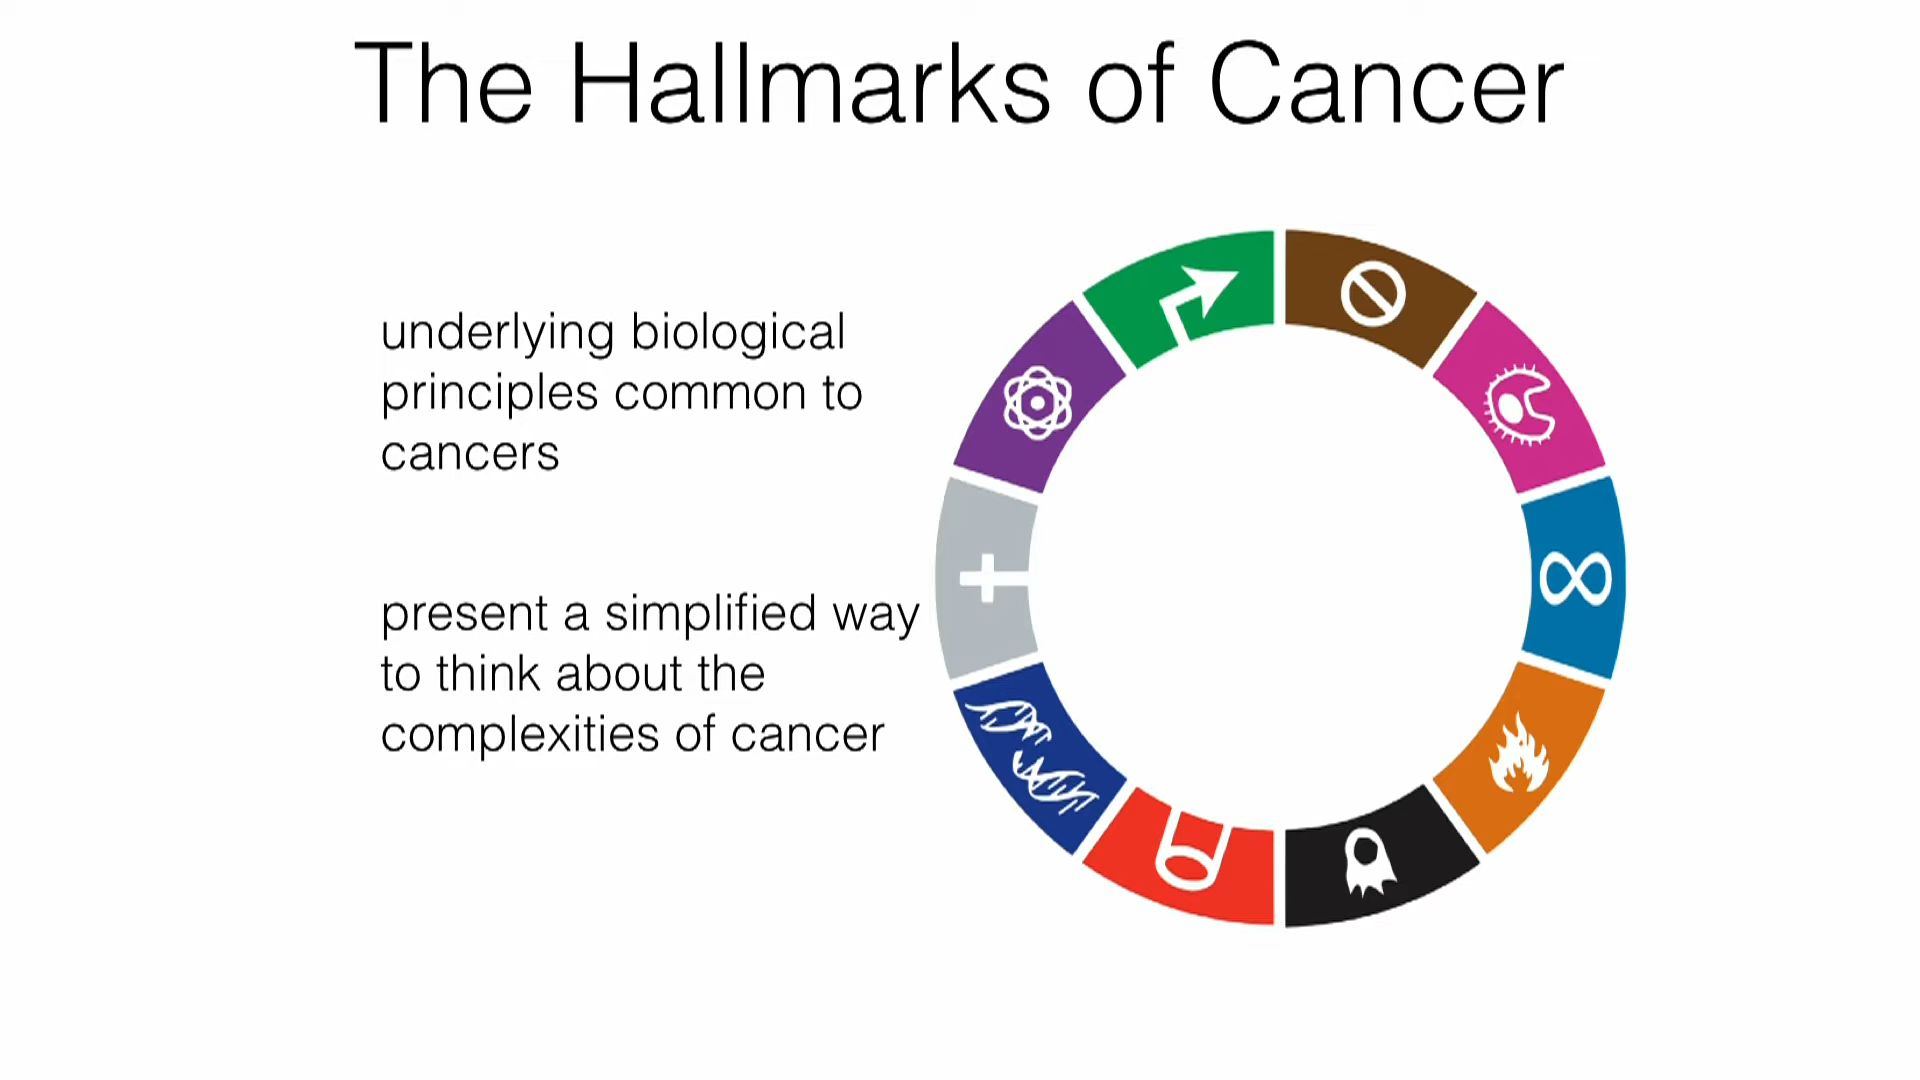 The Hallmarks of Cancer
underlying biological
principles common to
cancers
present a simplified way
to think about the
complexities of cancer